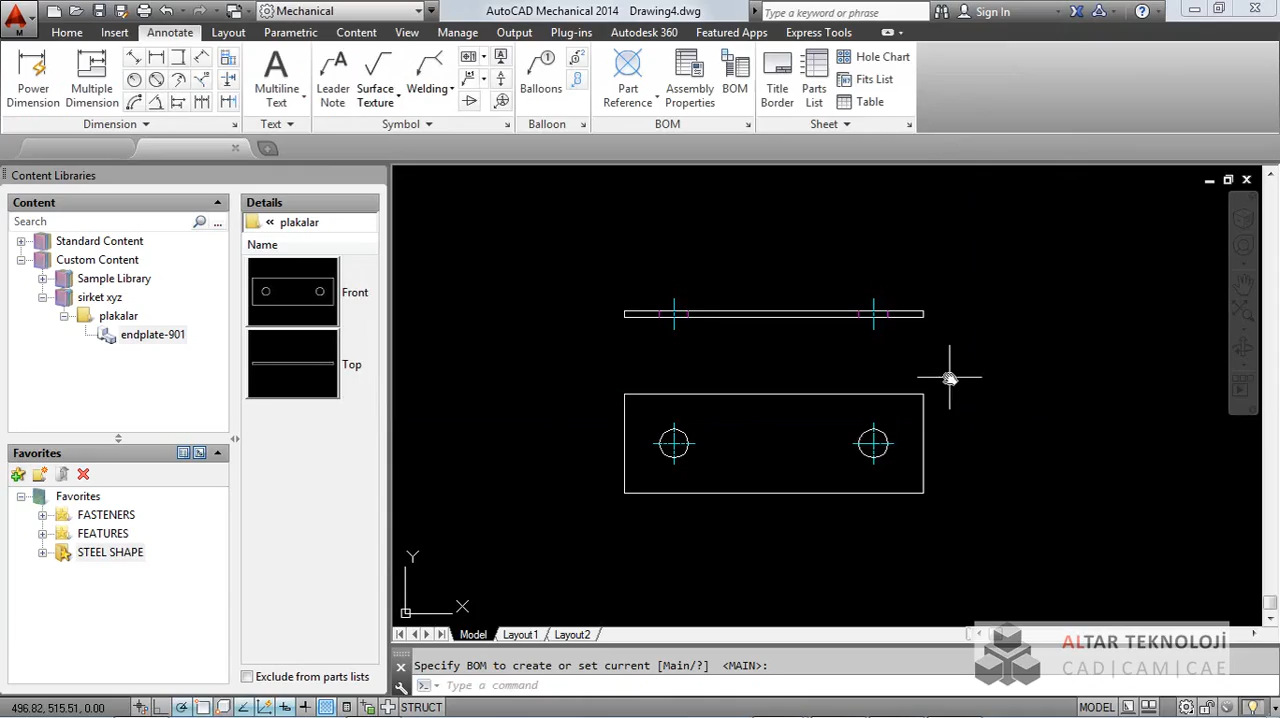 Mechanical
AutoCAD Mechanical 2014 Drawing4.dwg
Type a keyword or phrase
Sign In
M
Home Insert Annotate Layout Parametric Content View Manage Output Plug-ins Autodesk 360 Featured Apps Express Tools
Power Dimension
Multiple Dimension
Multiline Text
Leader Note
Surface Texture
Welding
Balloons
Part Reference
Assembly Properties
BOM
Title Border
Parts List
Hole Chart
Fits List
Table
Dimension Text Symbol Balloon BOM Sheet
Content Libraries
Content
Search
...
Standard Content
Custom Content
Sample Library
sirket xyz
plakalar
endplate-901
Details
« plakalar
Name
Front
Top
Favorites
Favorites
FASTENERS
FEATURES
STEEL SHAPE
Exclude from parts lists
Y
X
Model Layout1 Layout2
Specify BOM to create or set current [Main/?] <MAIN>:
Type a command
ALTAR TEKNOLOJİ
CAD|CAM|CAE
496.82, 515.51, 0.00
STRUCT
MODEL